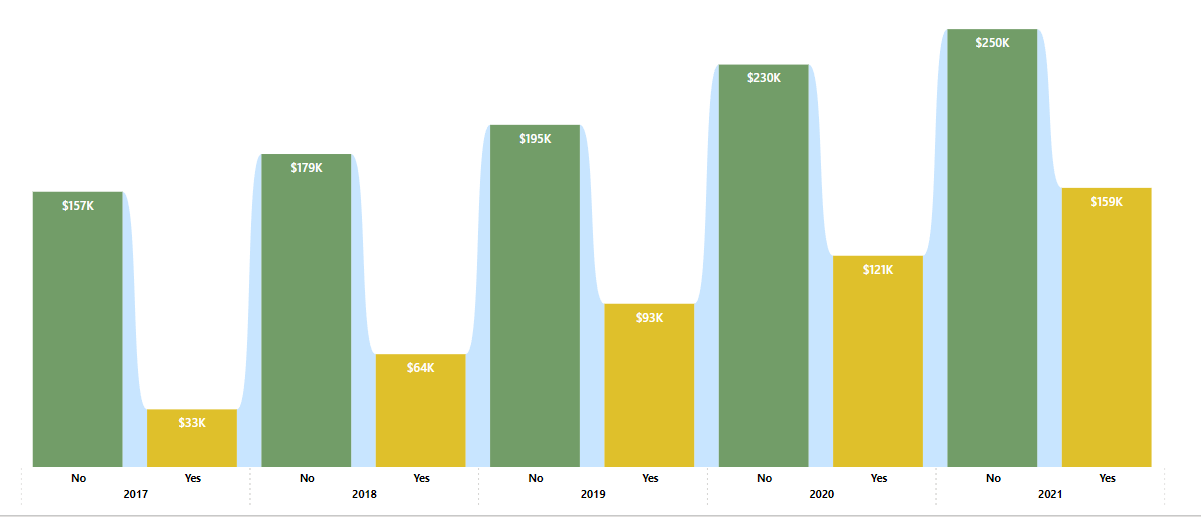 $250K
$230K
$195K
$179K
$157K
$159K
$121K
$93K
$64K
$33K
No Yes No Yes No Yes No Yes No Yes
2017 2018 2019 2020 2021